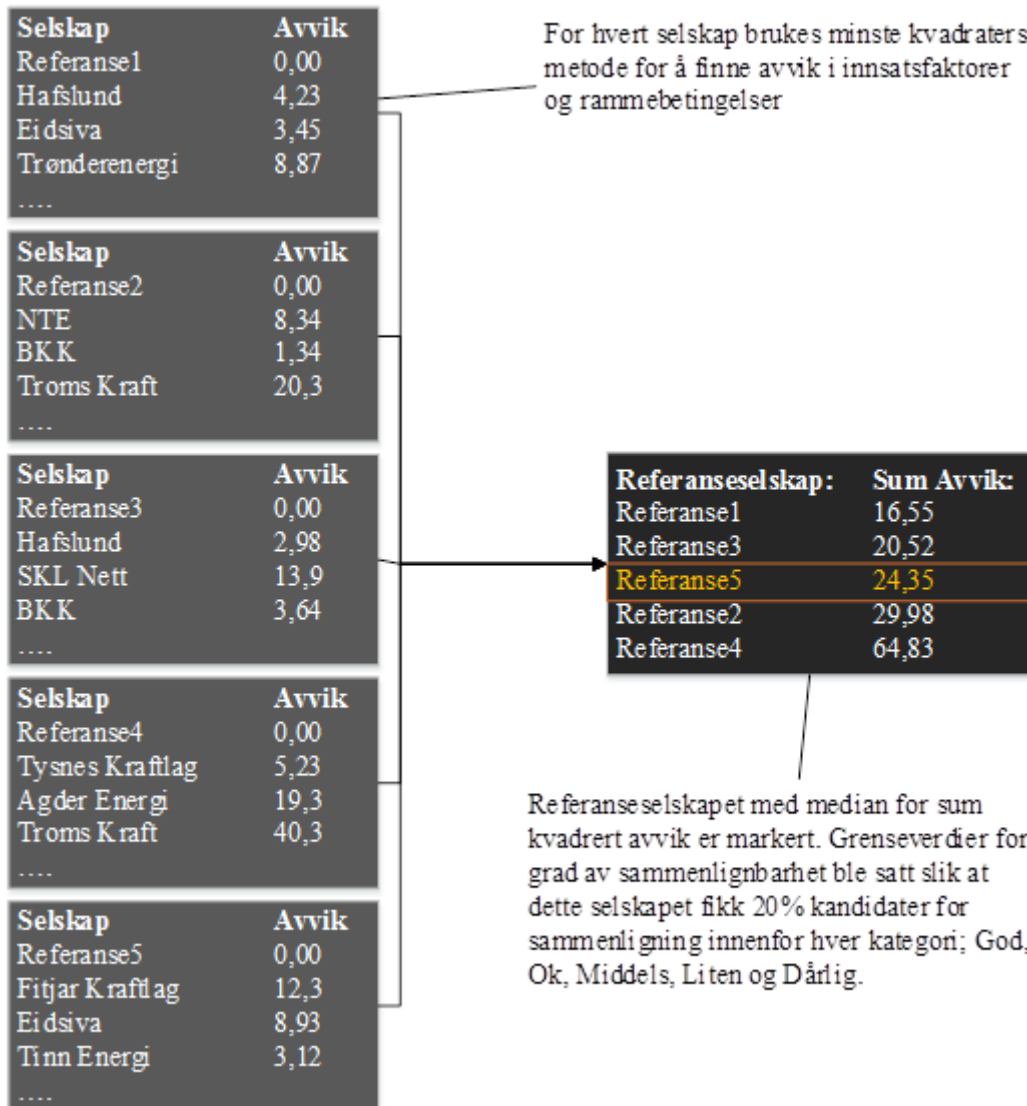 Selskap Avvik
Referanse1 0,00
Hafslund 4,23
Eidsiva 3,45
Trønderenergi 8,87
....
For hvert selskap brukes minste kvadraters
metode for å finne avvik i innsatsfaktorer
og rammebetingelser
Selskap Avvik
Referanse2 0,00
NTE 8,34
BKK 1,34
Troms Kraft 20,3
....
Selskap Avvik
Referanse3 0,00
Hafslund 2,98
SKL Nett 13,9
BKK 3,64
....
Referanseselskap: Sum Avvik:
Referanse1 16,55
Referanse3 20,52
Referanse5 24,35
Referanse2 29,98
Referanse4 64,83
Selskap Avvik
Referanse4 0,00
Tysnes Kraftlag 5,23
Agder Energi 19,3
Troms Kraft 40,3
....
Referanseselskapet med median for sum
kvadrert avvik er markert. Grenseverdier for
grad av sammenlignbarhet ble satt slik at
dette selskapet fikk 20% kandidater for
sammenligning innenfor hver kategori; God,
Ok, Middels, Liten og Dårlig.
Selskap Avvik
Referanse5 0,00
Fitjar Kraftlag 12,3
Eidsiva 8,93
Tinn Energi 3,12
....